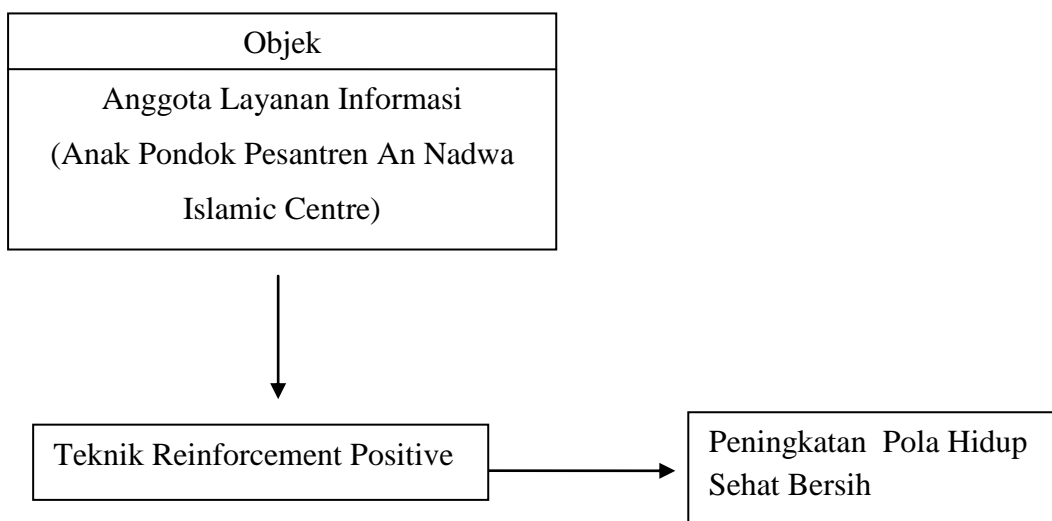 Objek
Anggota Layanan Informasi
(Anak Pondok Pesantren An Nadwa
Islamic Centre)
Teknik Reinforcement Positive
Peningkatan  Pola Hidup
Sehat Bersih